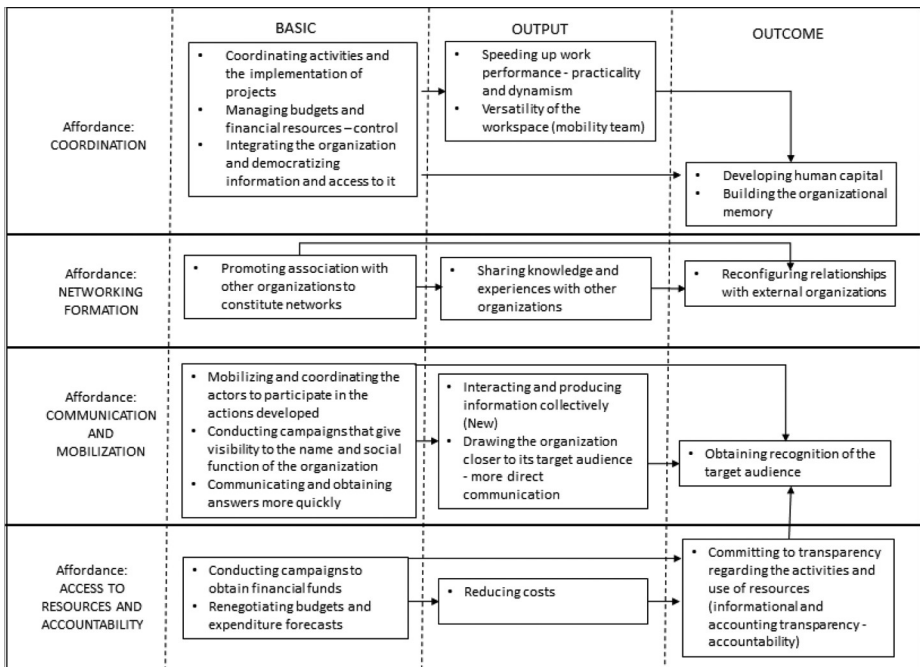 BASIC
OUTPUT
OUTCOME
Affordance:
COORDINATION
• Coordinating activities and
the implementation of
projects
• Managing budgets and
financial resources – control
• Integrating the organization
and democratizing
information and access to it
• Speeding up work
performance - practicality
and dynamism
• Versatility of the
workspace (mobility team)
• Developing human capital
• Building the organizational
memory
Affordance:
NETWORKING
FORMATION
• Promoting association with
other organizations to
constitute networks
• Sharing knowledge and
experiences with other
organizations
• Reconfiguring relationships
with external organizations
Affordance:
COMMUNICATION
AND
MOBILIZATION
• Mobilizing and coordinating the
actors to participate in the
actions developed
• Conducting campaigns that give
visibility to the name and social
function of the organization
• Communicating and obtaining
answers more quickly
• Interacting and producing
information collectively
(New)
• Drawing the organization
closer to its target audience
- more direct
communication
• Obtaining recognition of the
target audience
Affordance:
ACCESS TO
RESOURCES AND
ACCOUNTABILITY
• Conducting campaigns to
obtain financial funds
• Renegotiating budgets and
expenditure forecasts
• Reducing costs
• Committing to transparency
regarding the activities and
use of resources
(informational and
accounting transparency -
accountability)